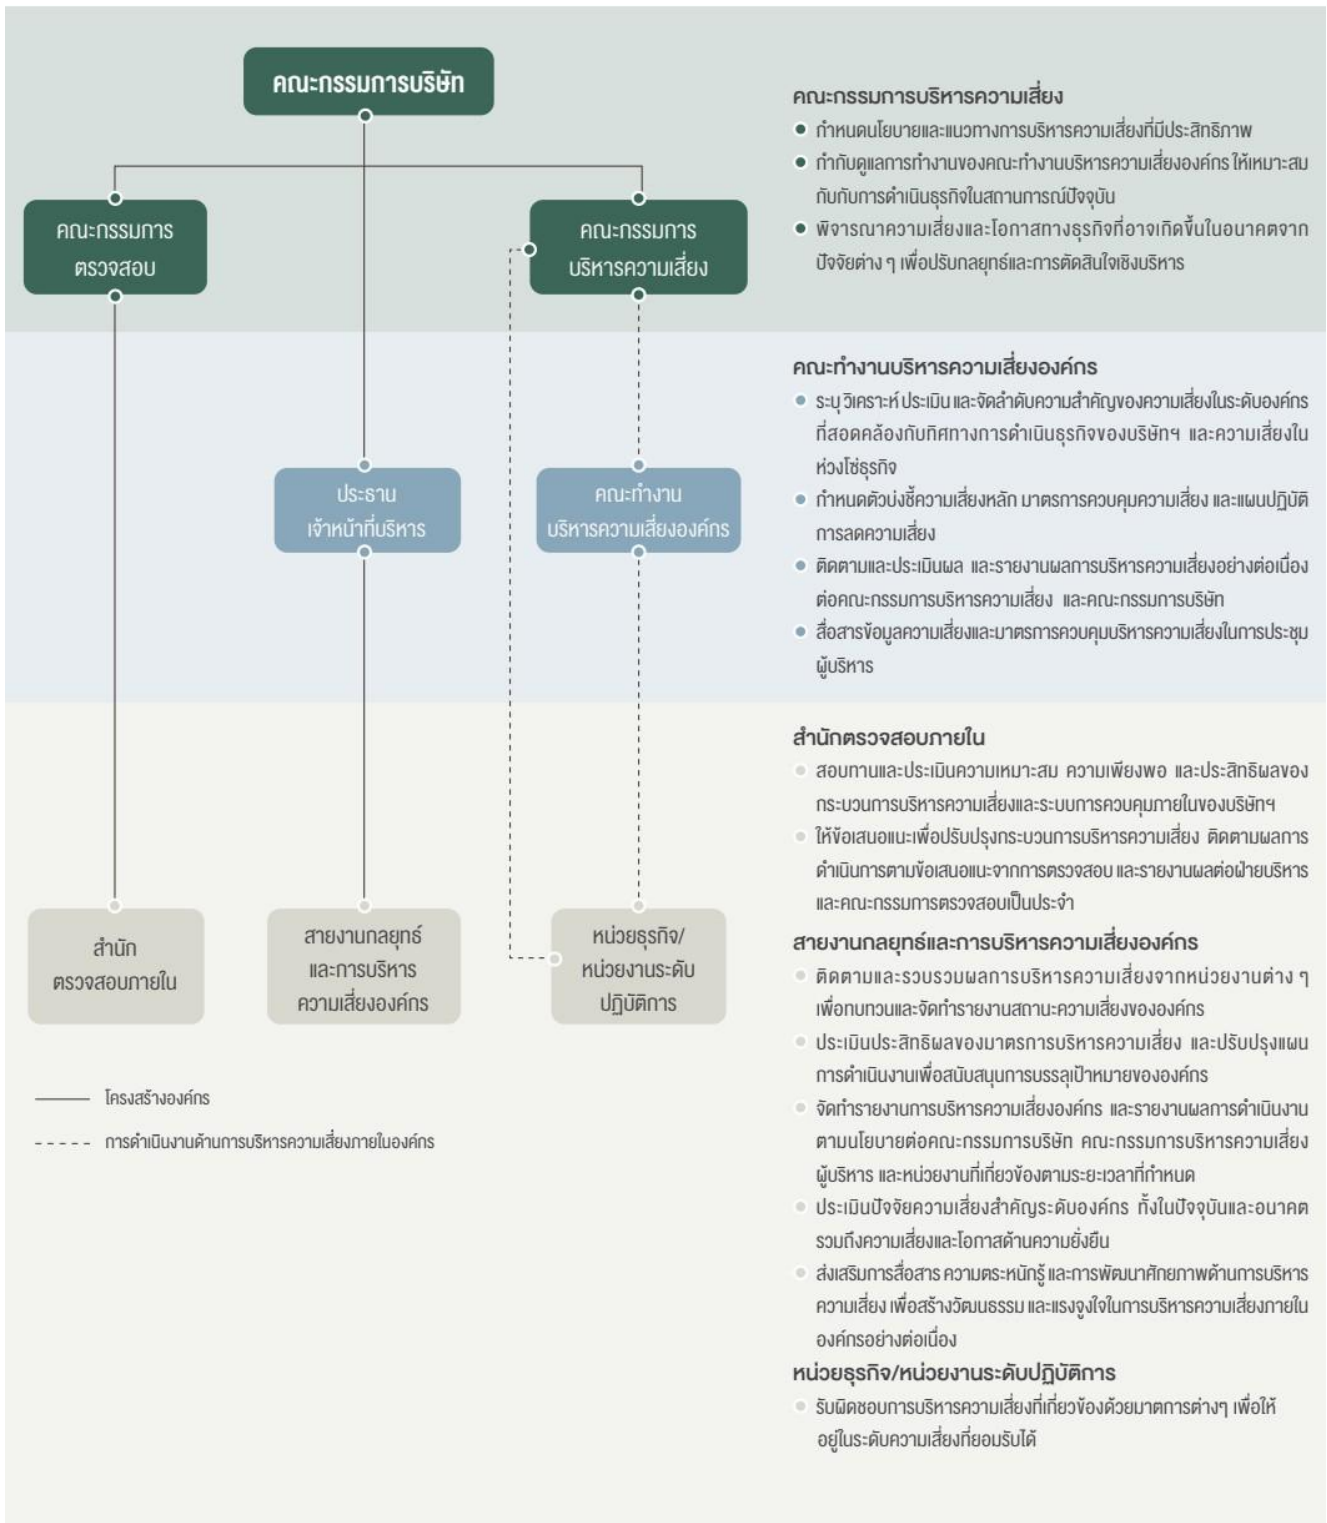 คณะกรรมการบริษัท
คณะกรรมการ
ตรวจสอบ
คณะกรรมการ
บริหารความเสี่ยง
ประธาน
เจ้าหน้าที่บริหาร
คณะทำงาน
บริหารความเสี่ยงองค์กร
สำนัก
ตรวจสอบภายใน
สายงานกลยุทธ์
และการบริหาร
ความเสี่ยงองค์กร
หน่วยธุรกิจ/
หน่วยงานระดับ
ปฏิบัติการ
โครงสร้างองค์กร
การดำเนินงานด้านการบริหารความเสี่ยงภายในองค์กร
คณะกรรมการบริหารความเสี่ยง
กำหนดนโยบายและแนวทางการบริหารความเสี่ยงที่มีประสิทธิภาพ
กำกับดูแลการทำงานของคณะทำงานบริหารความเสี่ยงองค์กร ให้เหมาะสม
กับกับการดำเนินธุรกิจในสถานการณ์ปัจจุบัน
พิจารณาความเสี่ยงและโอกาสทางธุรกิจที่อาจเกิดขึ้นในอนาคตจาก
ปัจจัยต่าง ๆ เพื่อปรับกลยุทธ์และการตัดสินใจเชิงบริหาร
คณะทำงานบริหารความเสี่ยงองค์กร
ระบุ วิเคราะห์ ประเมิน และจัดลำดับความสำคัญของความเสี่ยงในระดับองค์กร
ที่สอดคล้องกับทิศทางการดำเนินธุรกิจของบริษัทฯ และความเสี่ยงใน
ห่วงโซ่ธุรกิจ
กำหนดตัวบ่งชี้ความเสี่ยงหลัก มาตรการควบคุมความเสี่ยง และแผนปฏิบัติ
การลดความเสี่ยง
ติดตามและประเมินผล และรายงานผลการบริหารความเสี่ยงอย่างต่อเนื่อง
ต่อคณะกรรมการบริหารความเสี่ยง และคณะกรรมการบริษัท
สื่อสารข้อมูลความเสี่ยงและมาตรการควบคุมบริหารความเสี่ยงในการประชุม
ผู้บริหาร
สำนักตรวจสอบภายใน
สอบทานและประเมินความเหมาะสม ความเพียงพอ และประสิทธิผลของ
กระบวนการบริหารความเสี่ยงและระบบการควบคุมภายในของบริษัทฯ
ให้ข้อเสนอแนะเพื่อปรับปรุงกระบวนการบริหารความเสี่ยง ติดตามผลการ
ดำเนินการตามข้อเสนอแนะจากการตรวจสอบ และรายงานผลต่อฝ่ายบริหาร
และคณะกรรมการตรวจสอบเป็นประจำ
สายงานกลยุทธ์และการบริหารความเสี่ยงองค์กร
ติดตามและรวบรวมผลการบริหารความเสี่ยงจากหน่วยงานต่าง ๆ
เพื่อทบทวนและจัดทำรายงานสถานะความเสี่ยงขององค์กร
ประเมินประสิทธิผลของมาตรการบริหารความเสี่ยง และปรับปรุงแผน
การดำเนินงานเพื่อสนับสนุนการบรรลุเป้าหมายขององค์กร
จัดทำรายงานการบริหารความเสี่ยงองค์กร และรายงานผลการดำเนินงาน
ตามนโยบายต่อคณะกรรมการบริษัท คณะกรรมการบริหารความเสี่ยง
ผู้บริหาร และหน่วยงานที่เกี่ยวข้องตามระยะเวลาที่กำหนด
ประเมินปัจจัยความเสี่ยงสำคัญระดับองค์กร ทั้งในปัจจุบันและอนาคต
รวมถึงความเสี่ยงและโอกาสด้านความยั่งยืน
ส่งเสริมการสื่อสาร ความตระหนักรู้ และการพัฒนาศักยภาพด้านการบริหาร
ความเสี่ยง เพื่อสร้างวัฒนธรรม และแรงจูงใจในการบริหารความเสี่ยงภายใน
องค์กรอย่างต่อเนื่อง
หน่วยธุรกิจ/หน่วยงานระดับปฏิบัติการ
รับผิดชอบการบริหารความเสี่ยงที่เกี่ยวข้องด้วยมาตการต่างๆ เพื่อให้
อยู่ในระดับความเสี่ยงที่ยอมรับได้